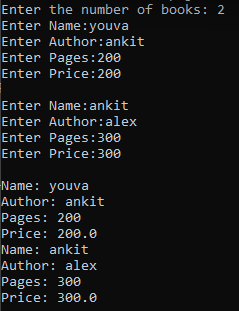 Enter the number of books: 2
Enter Name:youva
Enter Author:ankit
Enter Pages:200
Enter Price:200
Enter Name:ankit
Enter Author:alex
Enter Pages:300
Enter Price:300
Name: youva
Author: ankit
Pages: 200
Price: 200.0
Name: ankit
Author: alex
Pages: 300
Price: 300.0